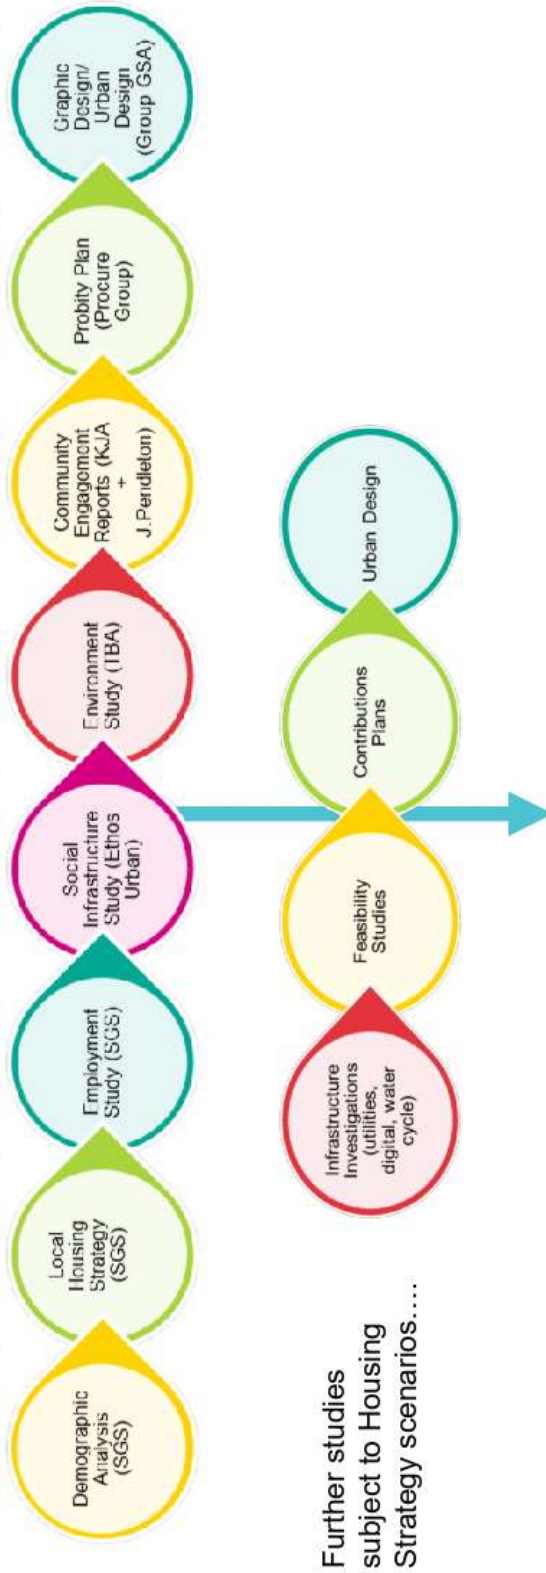 Demographic
Analysis
(SGS)
Local
Housing
Strategy
(SGS)
Employment
Study (SGS)
Social
Infrastructure
Study (Ethos
Urban)
Environment
Study (TBA)
Community
Engagement
Reports (KJA
+
J.Pendleton)
Probity Plan
(Procure
Group)
Graphic
Design/
Urban
Design
(Group GSA)
Further studies
subject to Housing
Strategy scenarios....
Infrastructure
Investigations
(utilities,
digital, water
cycle)
Feasibility
Studies
Contributions
Plans
Urban Design